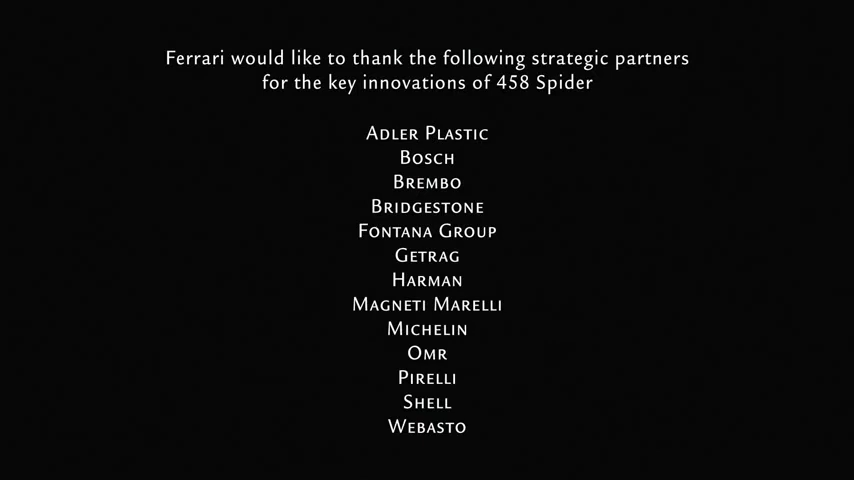 Ferrari would like to thank the following strategic partners
for the key innovations of 458 Spider
Adler Plastic
Bosch
Brembo
Bridgestone
Fontana Group
Getrag
Harman
Magneti Marelli
Michelin
Omr
Pirelli
Shell
Webasto